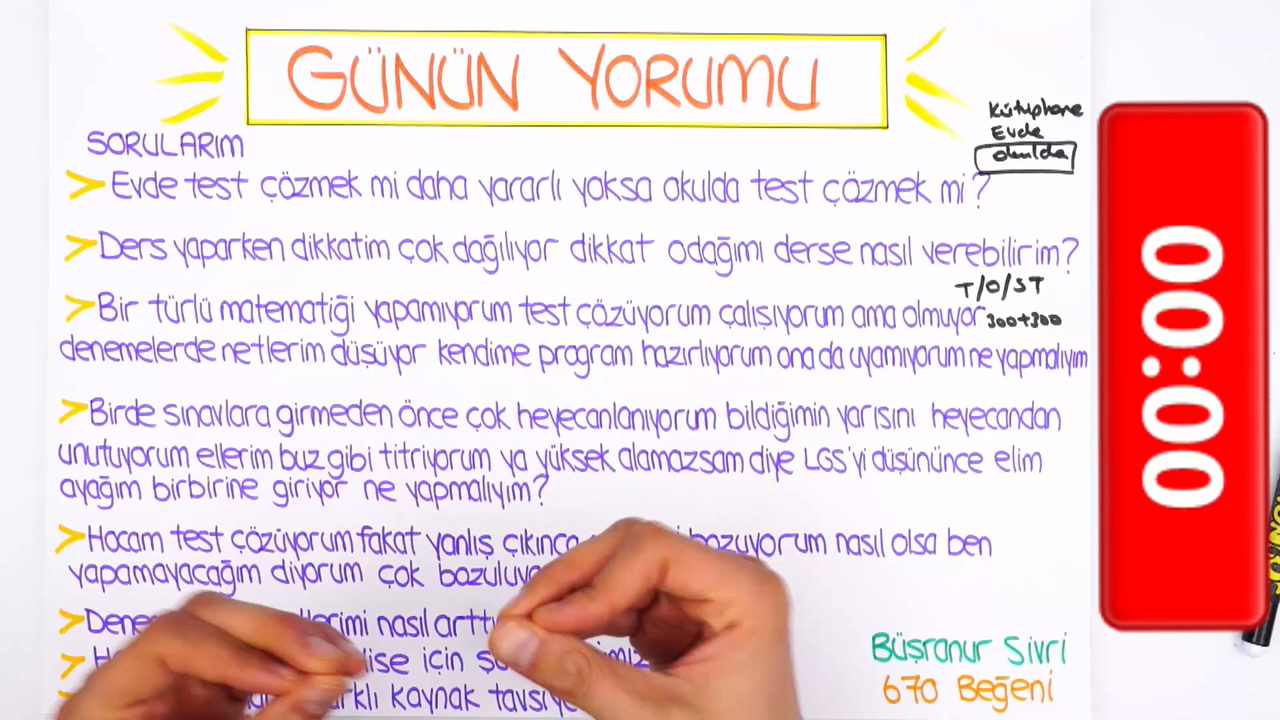 GÜNÜN YORUMU
Kütüphane
Evde
okulda
SORULARIM
> Evde test çözmek mi daha yararlı yoksa okulda test çözmek mi?
> Ders yaparken dikkatim çok dağılıyor dikkat odağımı derse nasıl verebilirim?
T/O/ST
> Bir türlü matematiği yapamıyorum test çözüyorum çalışıyorum ama olmuyor
300+300
denemelerde netlerim düşüyor kendime program hazırlıyorum ona da uyamıyorum ne yapmalıyım
> Birde sınavlara girmeden önce çok heyecanlanıyorum bildiğimin yarısını heyecandan
unutuyorum ellerim buz gibi titriyorum ya yüksek alamazsam diye LGS'yi düşününce elim
ayağım birbirine giriyor ne yapmalıyım?
> Hocam test çözüyorum fakat yanlış çıkınca bozuyorum nasıl olsa ben
yapamayacağım diyorum çok
> nasıl
> için
> kaynak
Büşranur Sivri
670 Beğeni
00:00